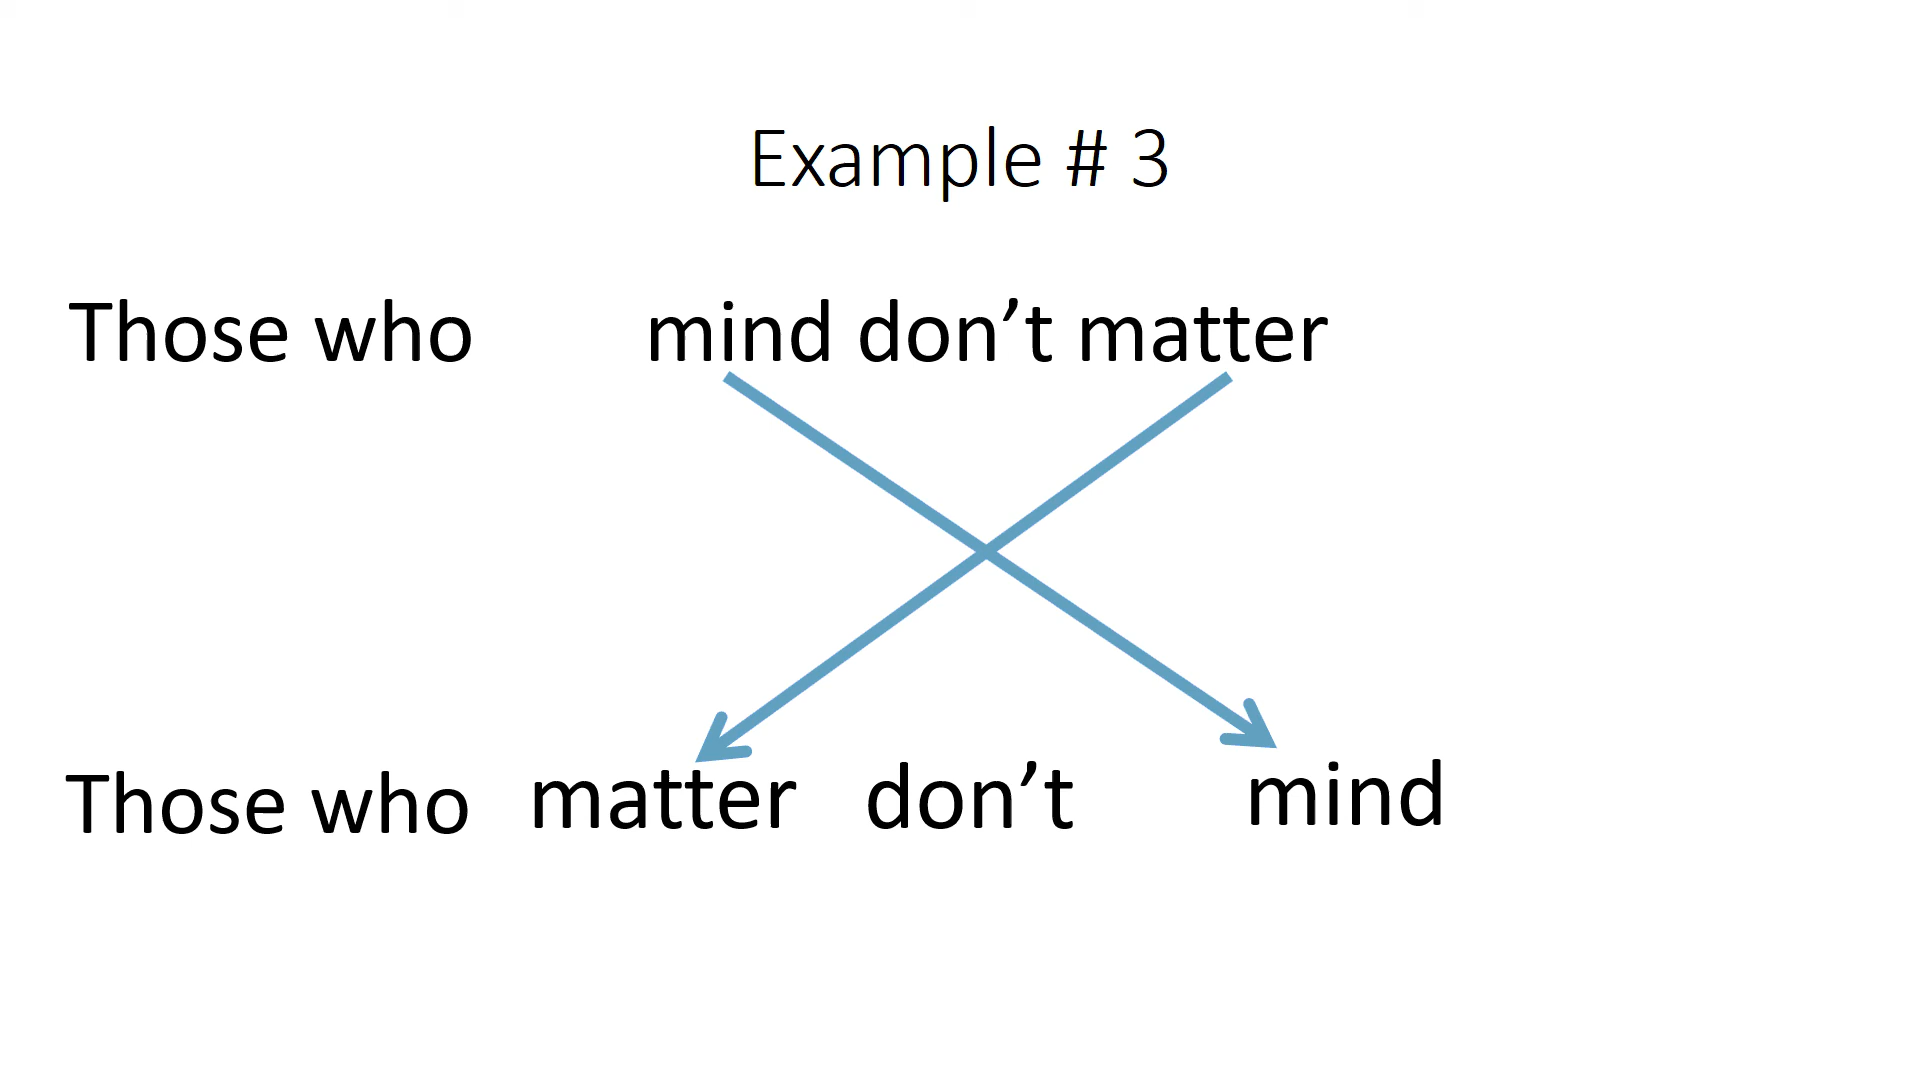 Example # 3
Those who mind don’t matter
Those who matter don’t mind